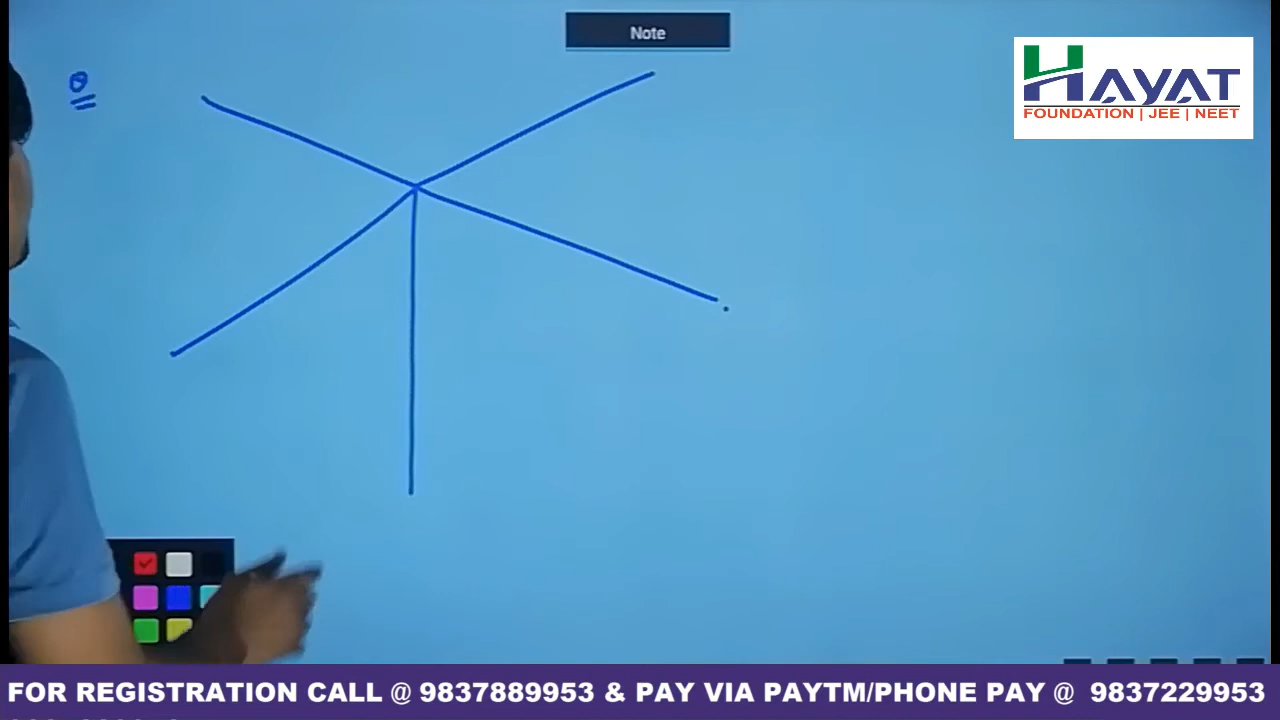 Note
Q
HAYAT
FOUNDATION | JEE | NEET
FOR REGISTRATION CALL @ 9837889953 & PAY VIA PAYTM/PHONE PAY @ 9837229953